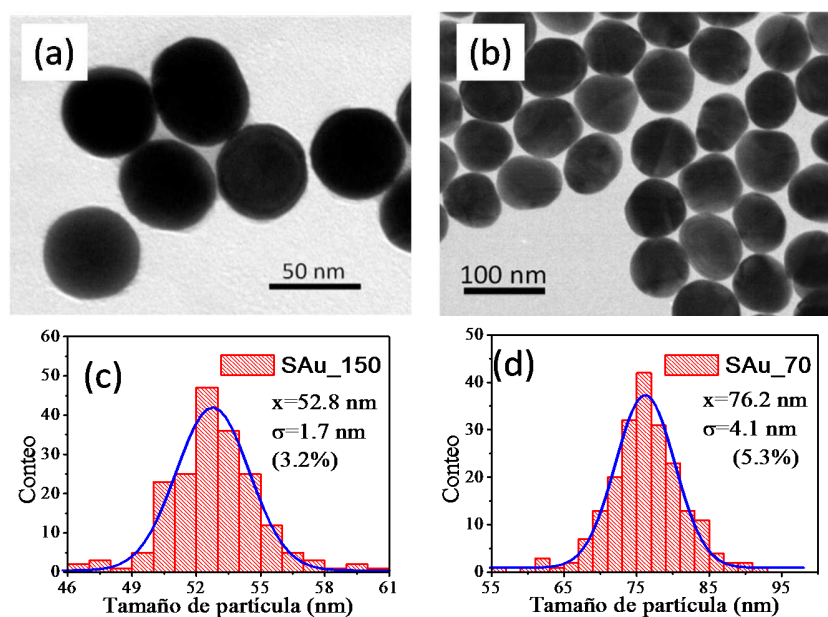 (a)
50 nm
(b)
100 nm
(c)
SAu_150
x=52.8 nm
σ=1.7 nm
(3.2%)
60
50
40
30
20
10
0
Conteo
46 49 52 55 58 61
Tamaño de partícula (nm)
(d)
SAu_70
x=76.2 nm
σ=4.1 nm
(5.3%)
50
40
30
20
10
0
Conteo
55 65 75 85 95
Tamaño de partícula (nm)